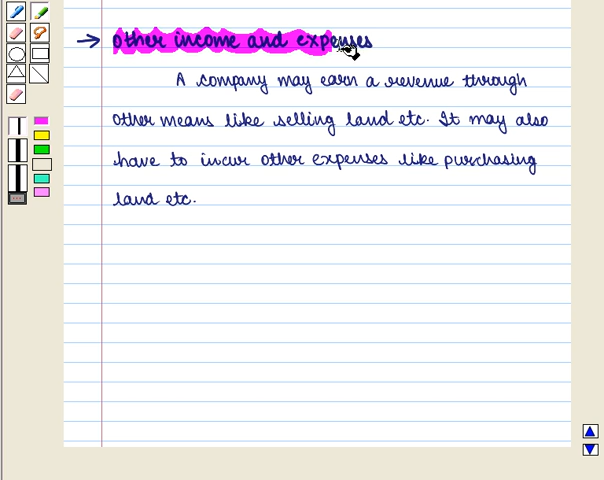 → other income and expenses
A company may earn a revenue through
other means like selling land etc. It may also
have to incur other expenses like purchasing
land etc.